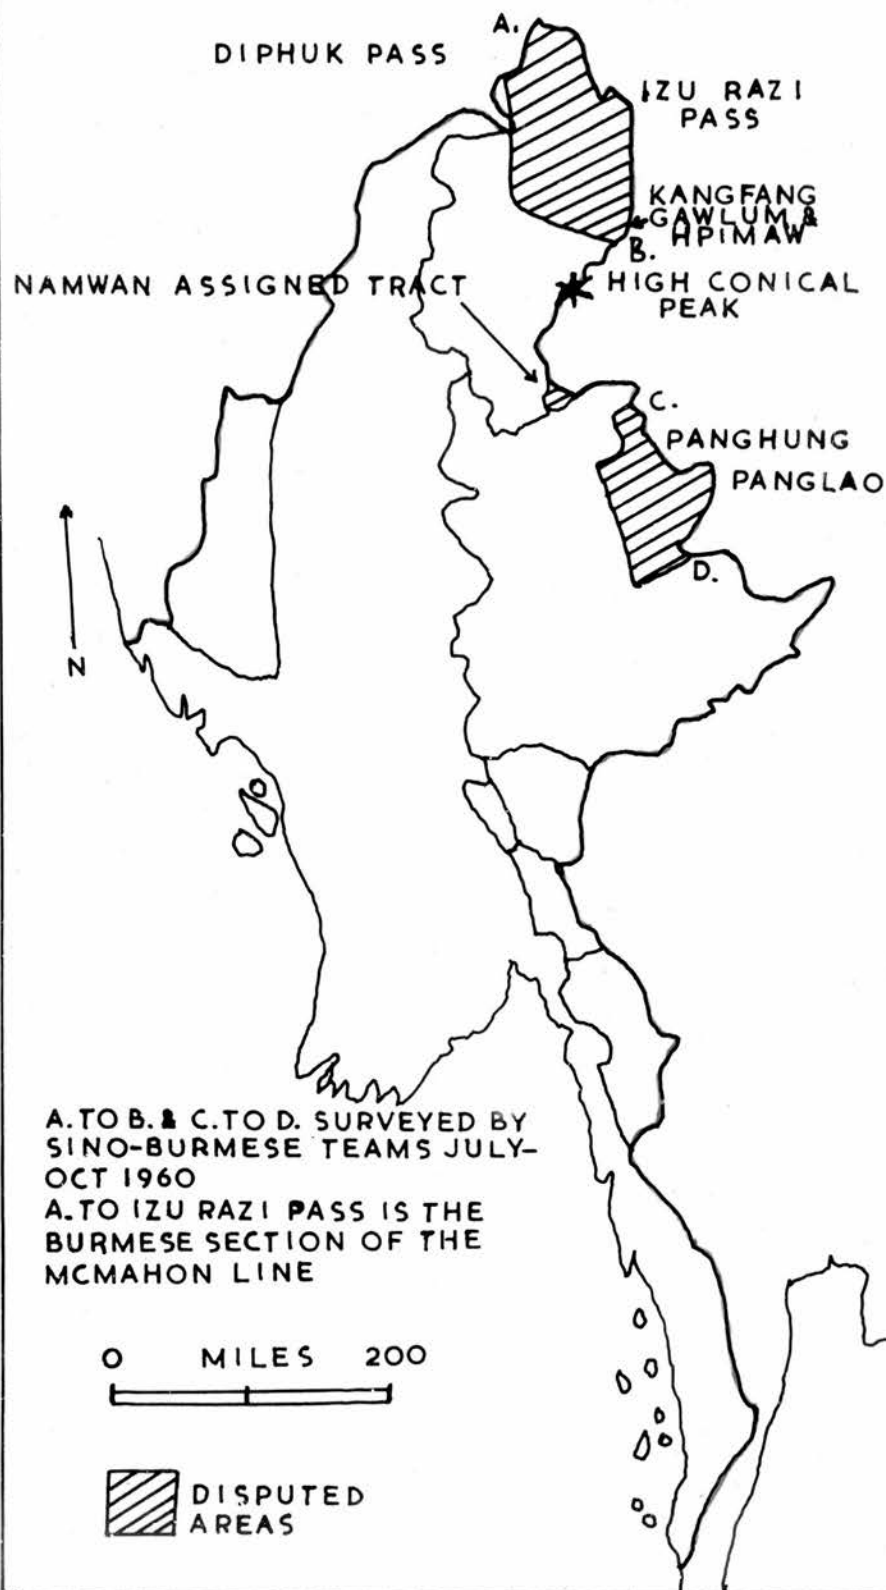 A.
DIPHUK PASS
IZU RAZI
PASS
KANGFANG
GAWLUM &
HPIMAW
B.
NAMWAN ASSIGNED TRACT
HIGH CONICAL
PEAK
C.
PANGHUNG
PANGLAO
D.
N
A. TO B. & C. TO D. SURVEYED BY
SINO-BURMESE TEAMS JULY-
OCT 1960
A. TO IZU RAZI PASS IS THE
BURMESE SECTION OF THE
MCMAHON LINE
0 MILES 200
DISPUTED
AREAS